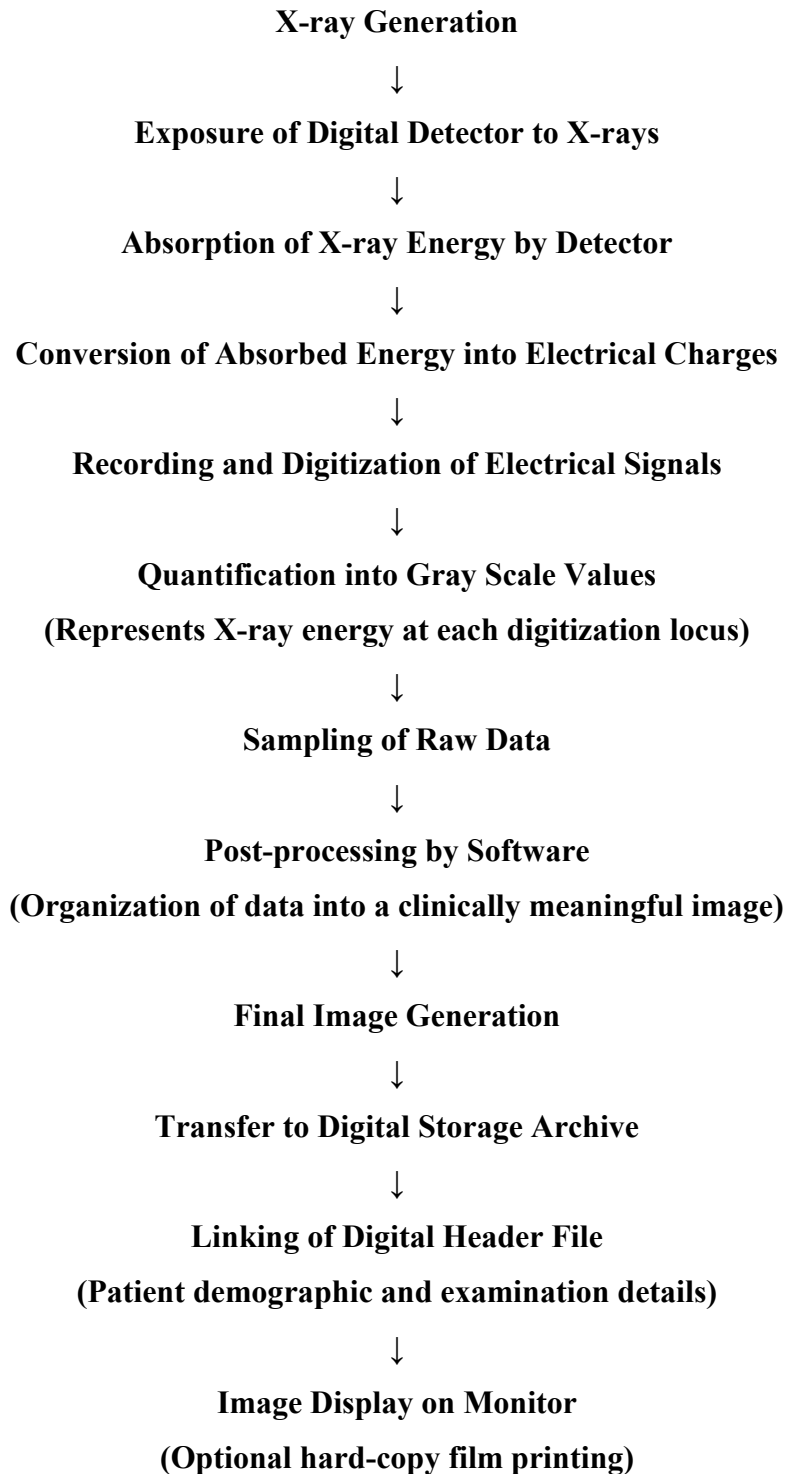 X-ray Generation
↓
Exposure of Digital Detector to X-rays
↓
Absorption of X-ray Energy by Detector
↓
Conversion of Absorbed Energy into Electrical Charges
↓
Recording and Digitization of Electrical Signals
↓
Quantification into Gray Scale Values
(Represents X-ray energy at each digitization locus)
↓
Sampling of Raw Data
↓
Post-processing by Software
(Organization of data into a clinically meaningful image)
↓
Final Image Generation
↓
Transfer to Digital Storage Archive
↓
Linking of Digital Header File
(Patient demographic and examination details)
↓
Image Display on Monitor
(Optional hard-copy film printing)